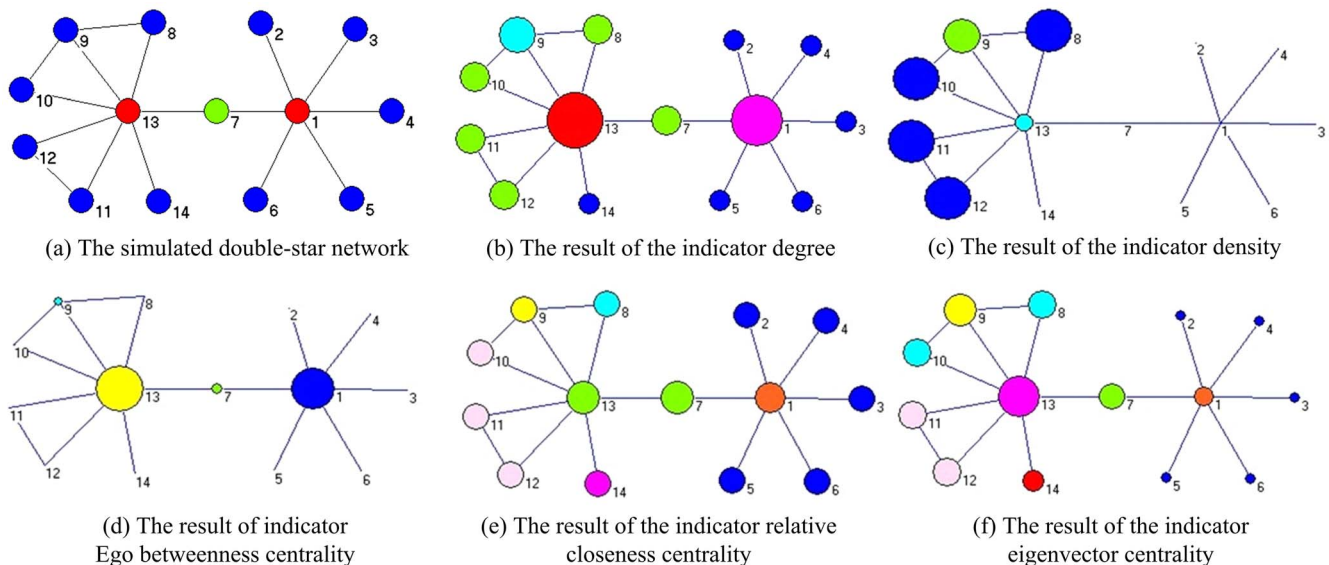 9 8 2 3
10 13 7 1 4
12 11 14 6 5
(a) The simulated double-star network
9 8 2 4
10 13 7 1 3
11 12 14 5 6
(b) The result of the indicator degree
9 8 2 4
10 13 7 1 3
11 12 14 5 6
(c) The result of the indicator density
9 8 2 4
10 13 7 1 3
11 12 14 5 6
(d) The result of indicator
Ego betweenness centrality
9 8 2 4
10 13 7 1 3
11 12 14 5 6
(e) The result of the indicator relative
closeness centrality
9 8 2 4
10 13 7 1 3
11 12 14 5 6
(f) The result of the indicator
eigenvector centrality